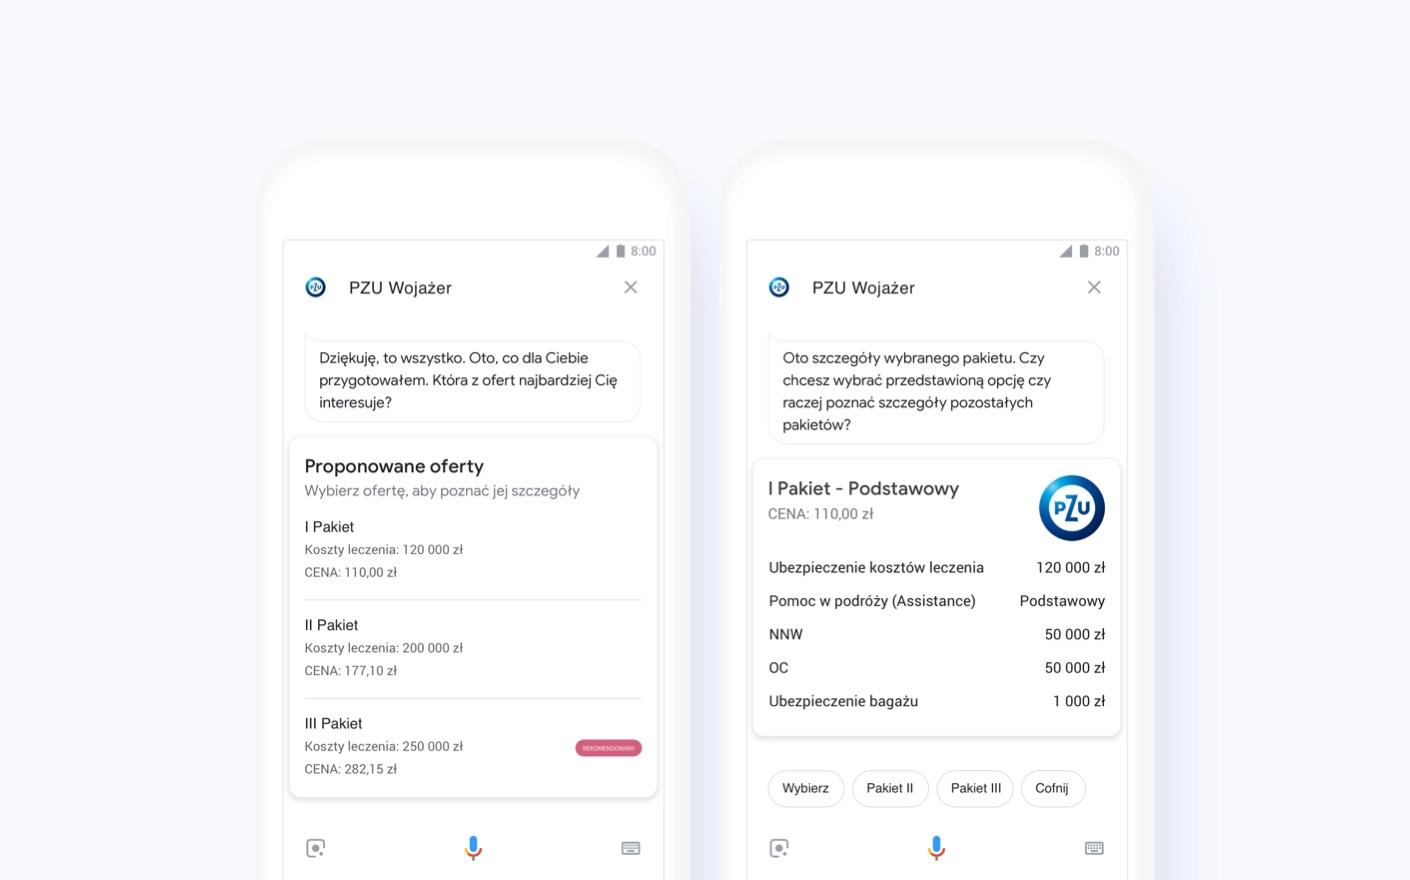 8:00
PZU Wojażer
Dziękuję, to wszystko. Oto, co dla Ciebie
przygotowałem. Która z ofert najbardziej Cię
interesuje?
Proponowane oferty
Wybierz ofertę, aby poznać jej szczegóły
I Pakiet
Koszty leczenia: 120 000 zł
CENA: 110,00 zł
II Pakiet
Koszty leczenia: 200 000 zł
CENA: 177,10 zł
III Pakiet
Koszty leczenia: 250 000 zł
REKOMENDOWANY
CENA: 282,15 zł
8:00
PZU Wojażer
Oto szczegóły wybranego pakietu. Czy
chcesz wybrać przedstawioną opcję czy
raczej poznać szczegóły pozostałych
pakietów?
I Pakiet - Podstawowy
CENA: 110,00 zł
PZU
Ubezpieczenie kosztów leczenia 120 000 zł
Pomoc w podróży (Assistance) Podstawowy
NNW 50 000 zł
OC 50 000 zł
Ubezpieczenie bagażu 1 000 zł
Wybierz Pakiet II Pakiet III Cofnij